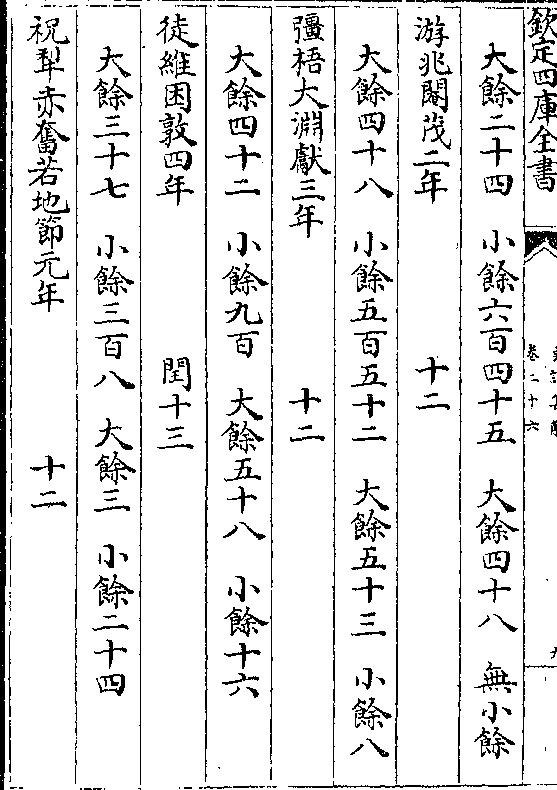 欽定四庫全書
卷二十六
大餘二十四 小餘六百四十五 大餘四十八 無小餘
游兆閹茂二年 十二
大餘四十八 小餘五百五十二 大餘五十三 小餘八
彊梧大淵獻三年 十二
大餘四十二 小餘九百 大餘五十八 小餘十六
徒維困敦四年 閏十三
大餘三十七 小餘三百八 大餘三 小餘二十四
祝犂赤奮若地節元年 十二